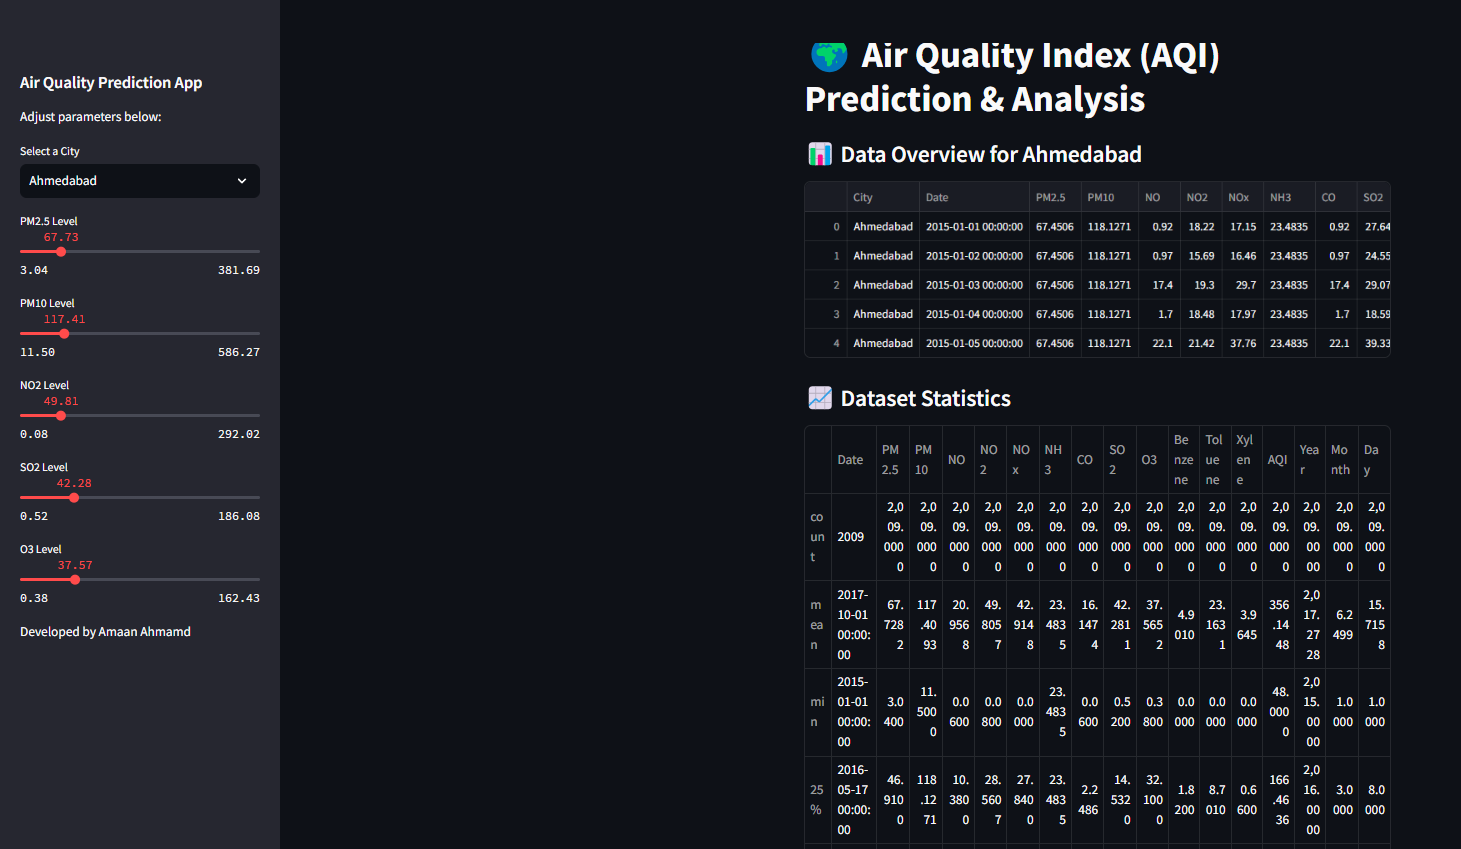 Air Quality Prediction App
Adjust parameters below:
Select a City
Ahmedabad
PM2.5 Level
67.73
3.04 381.69
PM10 Level
117.41
11.50 586.27
NO2 Level
49.81
0.08 292.02
SO2 Level
42.28
0.52 186.08
O3 Level
37.57
0.38 162.43
Developed by Amaan Ahmamd
Air Quality Index (AQI)
Prediction & Analysis
Data Overview for Ahmedabad
City Date PM2.5 PM10 NO NO2 NOx NH3 CO SO2
0 Ahmedabad 2015-01-01 00:00:00 67.4506 118.1271 0.92 18.22 17.15 23.4835 0.92 27.64
1 Ahmedabad 2015-01-02 00:00:00 67.4506 118.1271 0.97 15.69 16.46 23.4835 0.97 24.55
2 Ahmedabad 2015-01-03 00:00:00 67.4506 118.1271 17.4 19.3 29.7 23.4835 17.4 29.07
3 Ahmedabad 2015-01-04 00:00:00 67.4506 118.1271 1.7 18.48 17.97 23.4835 1.7 18.59
4 Ahmedabad 2015-01-05 00:00:00 67.4506 118.1271 22.1 21.42 37.76 23.4835 22.1 39.33
Dataset Statistics
Date PM2.5 PM10 NO NO2 NOx NH3 CO SO2 O3 Benzene Toluene Xylene AQI Year Month Day
count 2009 2,009.0000 2,009.0000 2,009.0000 2,009.0000 2,009.0000 2,009.0000 2,009.0000 2,009.0000 2,009.0000 2,009.0000 2,009.0000 2,009.0000 2,009.0000 2,009.0000 2,009.0000 2,009.0000
mean 2017-10-01 00:00:00 67.7282 117.4093 20.9568 49.8057 42.9148 23.4835 16.1474 42.2811 37.5652 4.9010 23.1631 3.9645 356.1448 2,017.2728 6.2499 15.7158
min 2015-01-01 00:00:00 3.0400 11.5000 0.0600 0.0800 0.0000 23.4835 0.0600 0.5200 0.3800 0.0000 0.0000 0.0000 48.0000 2,015.0000 1.0000 1.0000
25% 2016-05-17 00:00:00 46.9100 118.1271 10.3800 28.5607 27.8400 23.4835 2.2486 14.5320 32.1000 1.8200 8.7010 0.6600 166.4636 2,016.0000 3.0000 8.0000